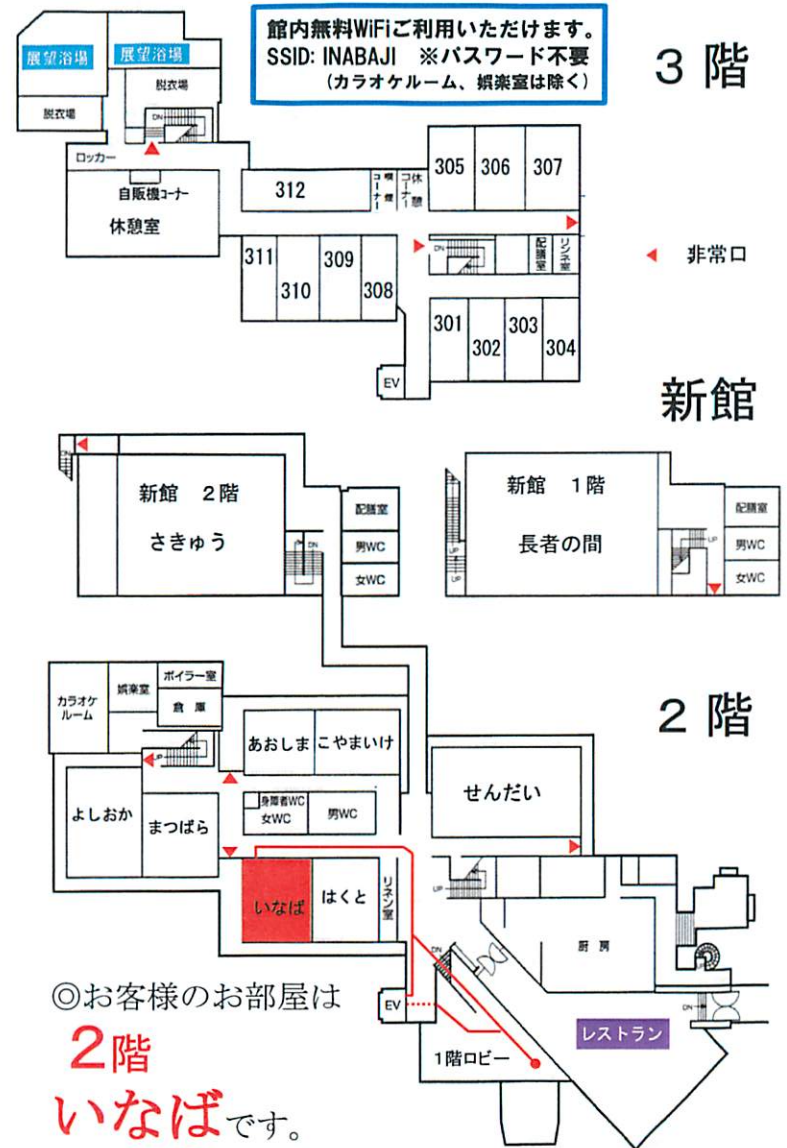 館内無料WiFiご利用いただけます。
SSID: INABAJI ※パスワード不要
(カラオケルーム、娯楽室は除く)
3階
展望浴場
展望浴場
脱衣場
脱衣場
DN
ロッカー
自販機コーナー
休憩室
312
喫煙コーナー
休憩コーナー
305
306
307
311
310
309
308
DN
配膳室
リンネ室
非常口
301
302
303
304
EV
新館
DN
新館 2階
さきゅう
DN
配膳室
男WC
女WC
新館 1階
長者の間
UP
UP
UP
配膳室
男WC
女WC
2階
カラオケ
ルーム
娯楽室
ボイラー室
倉庫
UP
あおしま
こやまいけ
よしおか
まつばら
身障者WC
女WC
男WC
せんだい
いなば
はくと
リネン室
UP
DN
厨房
UP
DN
EV
1階ロビー
レストラン
◎お客様のお部屋は
2階
いなばです。